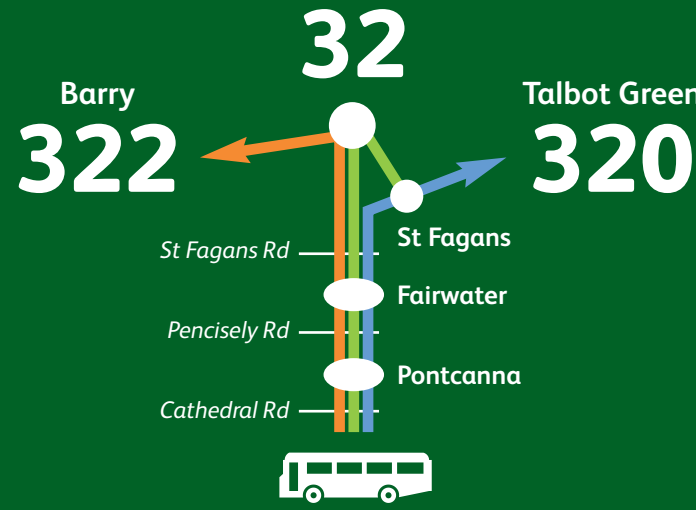 32
Barry
322
Talbot Green
320
St Fagans
St Fagans Rd
Fairwater
Pencisely Rd
Pontcanna
Cathedral Rd